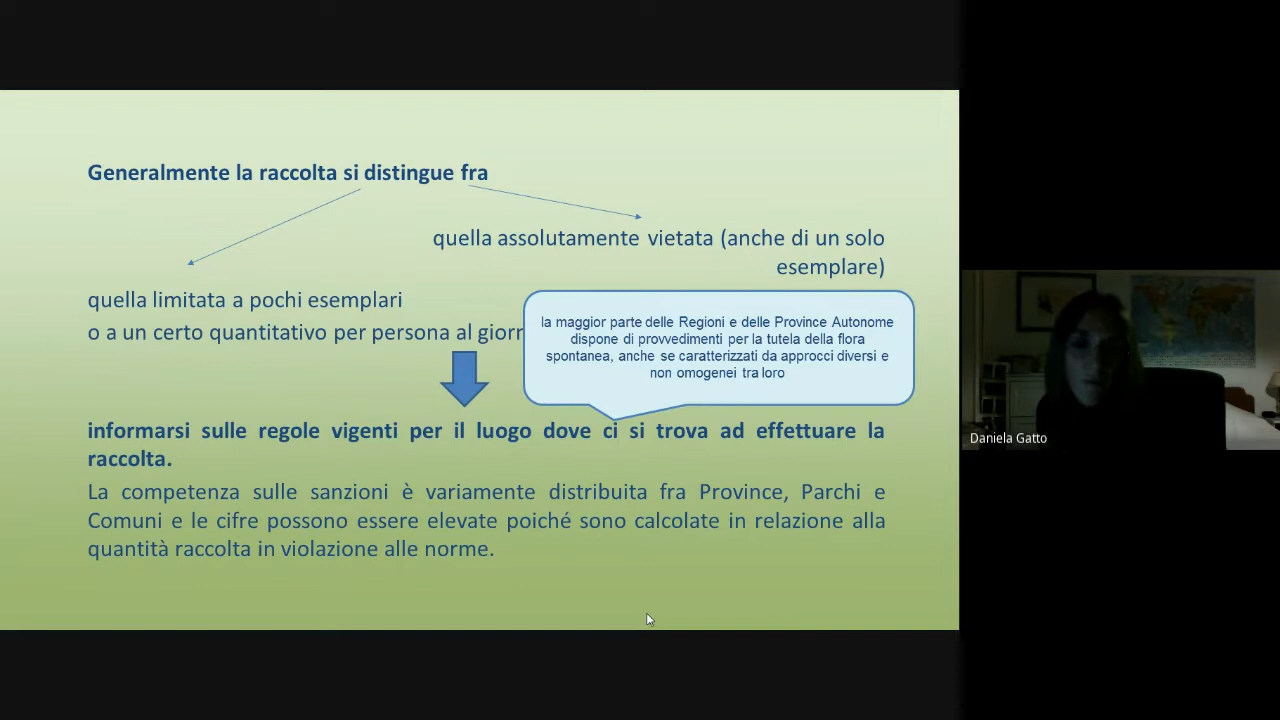 Generalmente la raccolta si distingue fra
quella assolutamente vietata (anche di un solo
esemplare)
quella limitata a pochi esemplari
o a un certo quantitativo per persona al giorn
la maggior parte delle Regioni e delle Province Autonome
dispone di provvedimenti per la tutela della flora
spontanea, anche se caratterizzati da approcci diversi e
non omogenei tra loro
informarsi sulle regole vigenti per il luogo dove ci si trova ad effettuare la
raccolta.
La competenza sulle sanzioni è variamente distribuita fra Province, Parchi e
Comuni e le cifre possono essere elevate poiché sono calcolate in relazione alla
quantità raccolta in violazione alle norme.
Daniela Gatto